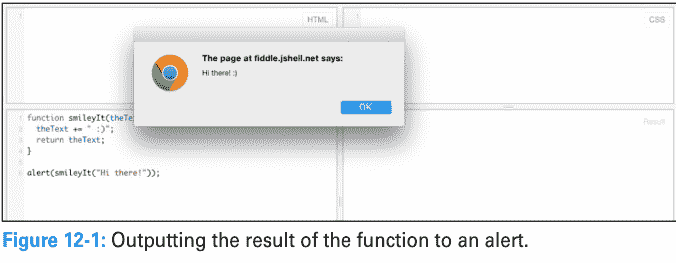 HTML
CSS
The page at fiddle.jshell.net says:
Hi there! :)
OK
function smileyIt(theTe
theText += " :)";
return theText;
}
alert(smileyIt("Hi there!"));
Result
Figure 12-1: Outputting the result of the function to an alert.